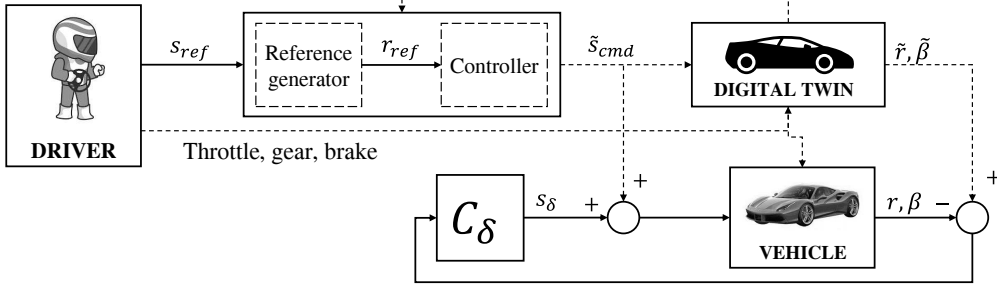 s_ref
Reference
generator
r_ref
Controller
s̃_cmd
DIGITAL TWIN
r̃, β̃
DRIVER
Throttle, gear, brake
+
+
C_δ
s_δ
+
VEHICLE
r, β
−